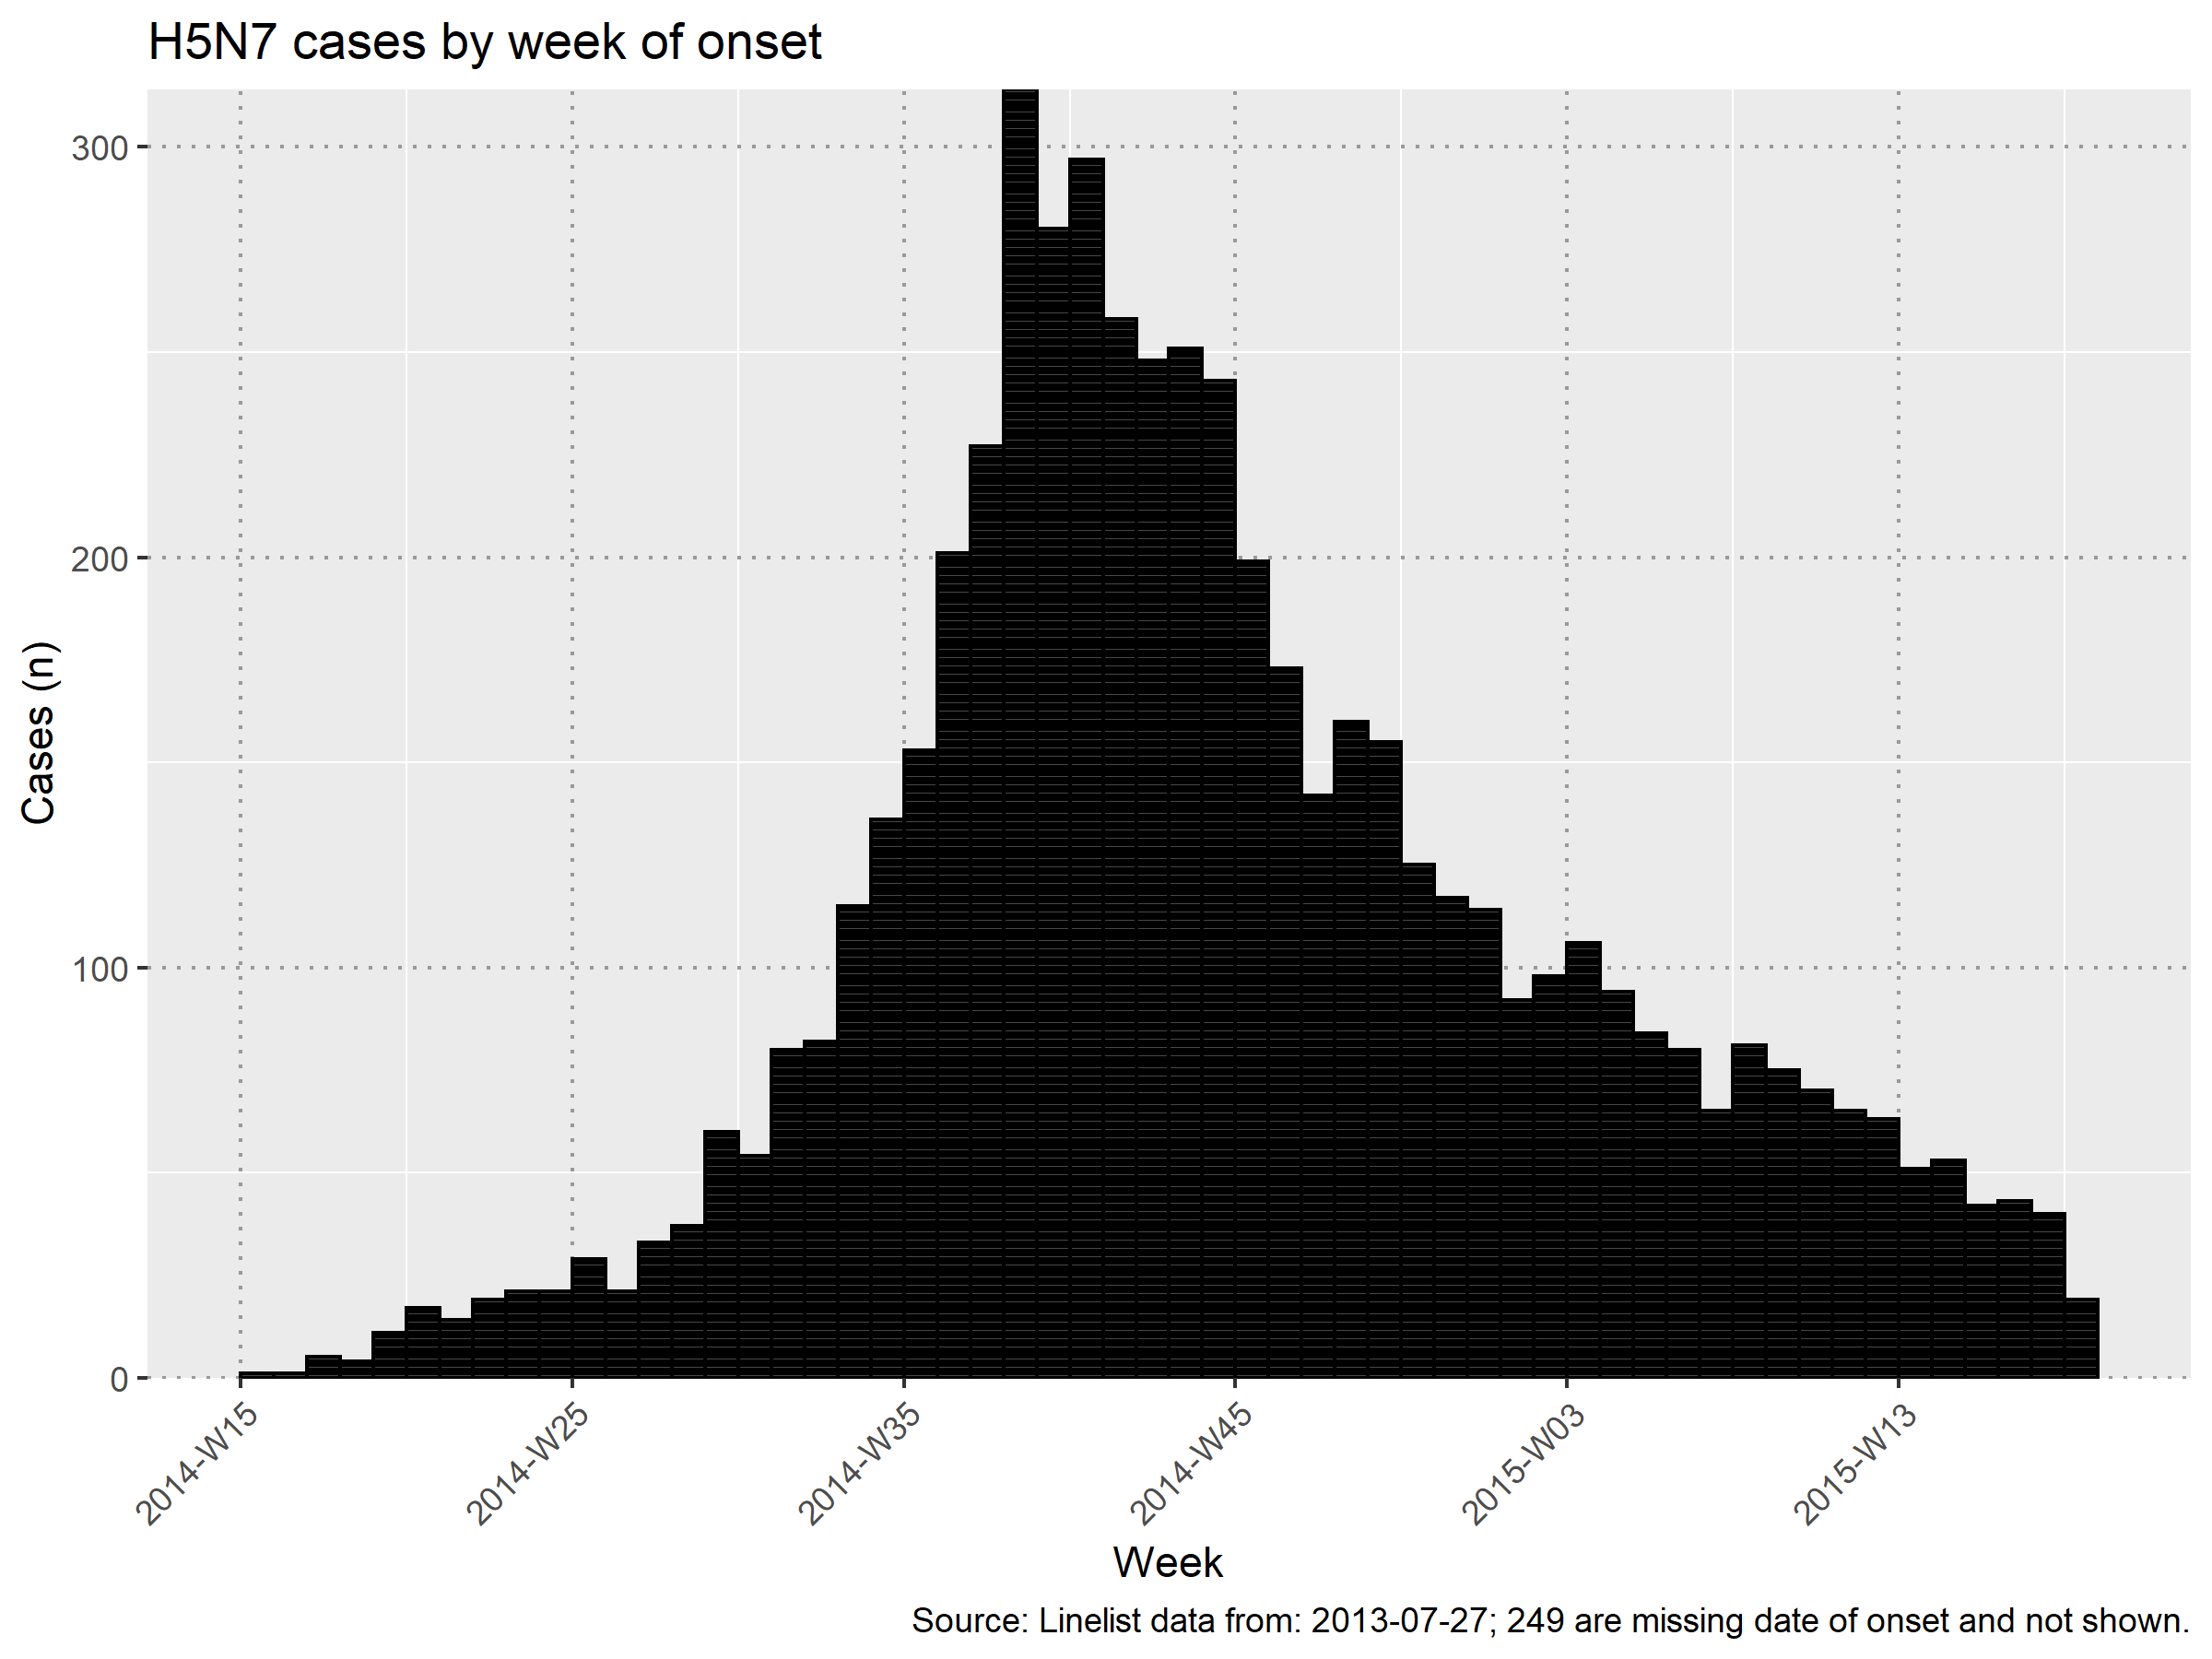 H5N7 cases by week of onset
300
200
100
0
Cases (n)
2014-W15
2014-W25
2014-W35
2014-W45
2015-W03
2015-W13
Week
Source: Linelist data from: 2013-07-27; 249 are missing date of onset and not shown.